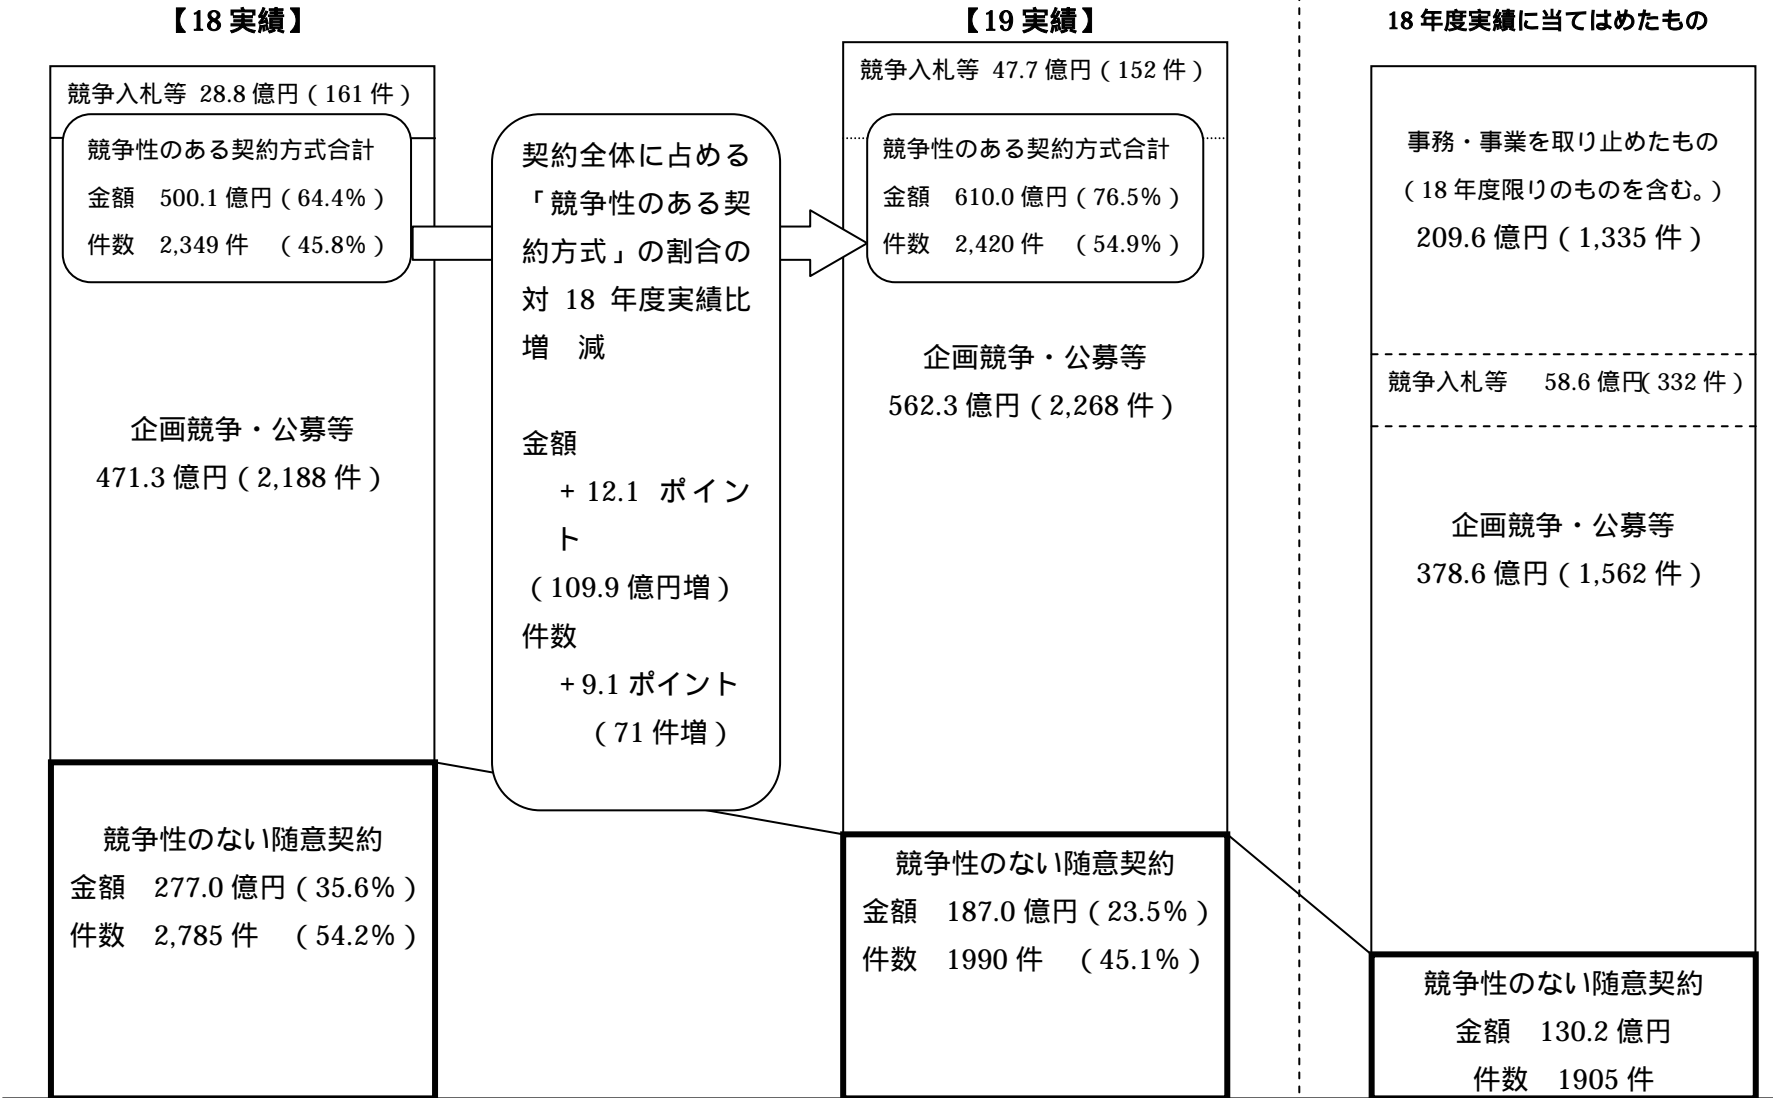 【18 実績】
競争入札等 28.8 億円（161 件）
競争性のある契約方式合計
金額 500.1 億円（64.4％）
件数 2,349 件 （45.8％）
企画競争・公募等
471.3 億円（2,188 件）
競争性のない随意契約
金額 277.0 億円（35.6％）
件数 2,785 件 （54.2％）
契約全体に占める
「競争性のある契
約方式」の割合の
対 18 年度実績比
増 減
金額
+ 12.1 ポイン
ト
（109.9 億円増）
件数
+ 9.1 ポイント
（71 件増）
【19 実績】
競争入札等 47.7 億円（152 件）
競争性のある契約方式合計
金額 610.0 億円（76.5％）
件数 2,420 件 （54.9％）
企画競争・公募等
562.3 億円（2,268 件）
競争性のない随意契約
金額 187.0 億円（23.5％）
件数 1990 件 （45.1％）
18 年度実績に当てはめたもの
事務・事業を取り止めたもの
（18 年度限りのものを含む。）
209.6 億円（1,335 件）
競争入札等 58.6 億円（332 件）
企画競争・公募等
378.6 億円（1,562 件）
競争性のない随意契約
金額 130.2 億円
件数 1905 件